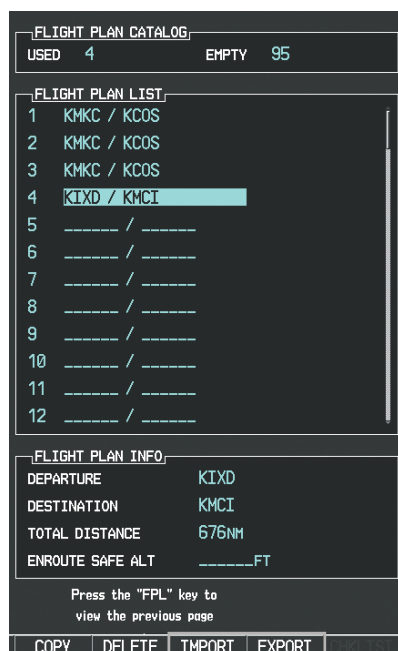 FLIGHT PLAN CATALOG
USED 4 EMPTY 95
FLIGHT PLAN LIST
1 KMKC / KCOS
2 KMKC / KCOS
3 KMKC / KCOS
4 KIXD / KMCI
5 ______ / ______
6 ______ / ______
7 ______ / ______
8 ______ / ______
9 ______ / ______
10 ______ / ______
11 ______ / ______
12 ______ / ______
FLIGHT PLAN INFO
DEPARTURE KIXD
DESTINATION KMCI
TOTAL DISTANCE 676NM
ENROUTE SAFE ALT ______FT
Press the "FPL" key to
view the previous page
COPY DELETE IMPORT EXPORT